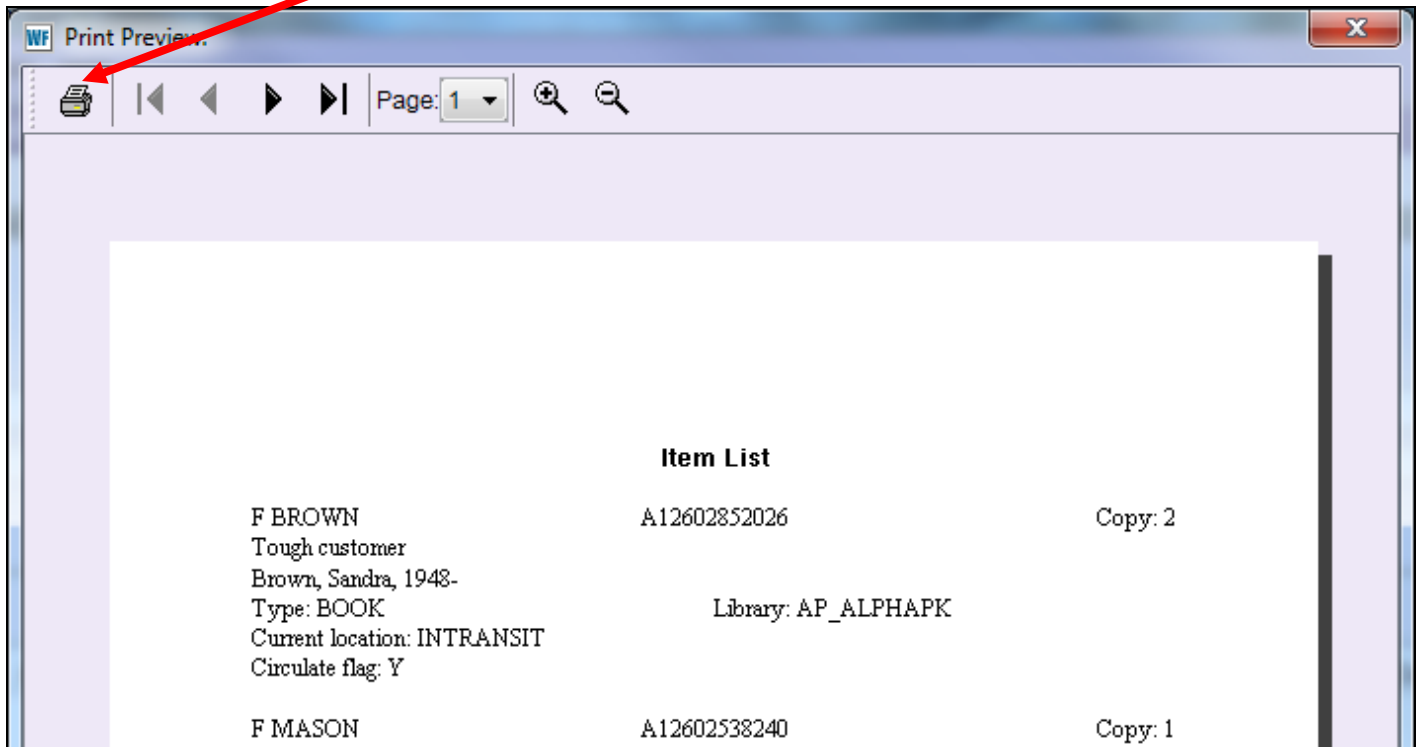 WF Print Preview:
Page: 1
Item List
F BROWN A12602852026 Copy: 2
Tough customer
Brown, Sandra, 1948-
Type: BOOK Library: AP_ALPHAPK
Current location: INTRANSIT
Circulate flag: Y
F MASON A12602538240 Copy: 1